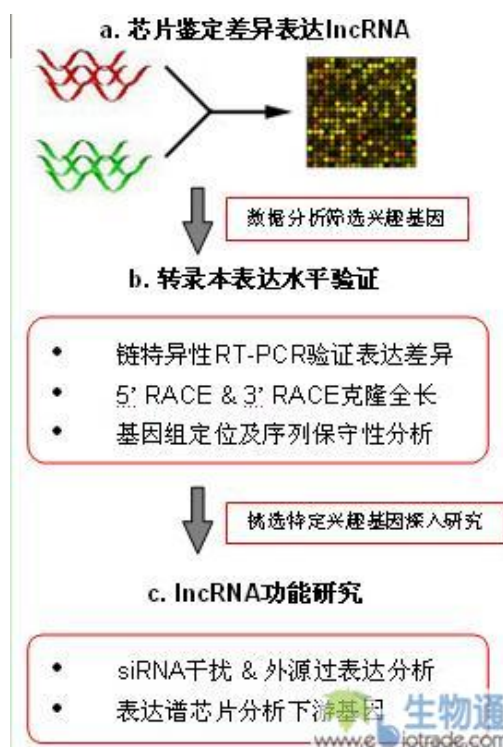 a. 芯片鉴定差异表达lncRNA
数据分析筛选兴趣基因
b. 转录本表达水平验证
• 链特异性RT-PCR验证表达差异
• 5' RACE & 3' RACE克隆全长
• 基因组定位及序列保守性分析
挑选特定兴趣基因深入研究
c. lncRNA功能研究
• siRNA干扰 & 外源过表达分析
• 表达谱芯片分析下游基因
生物通
www.ebiotrade.com